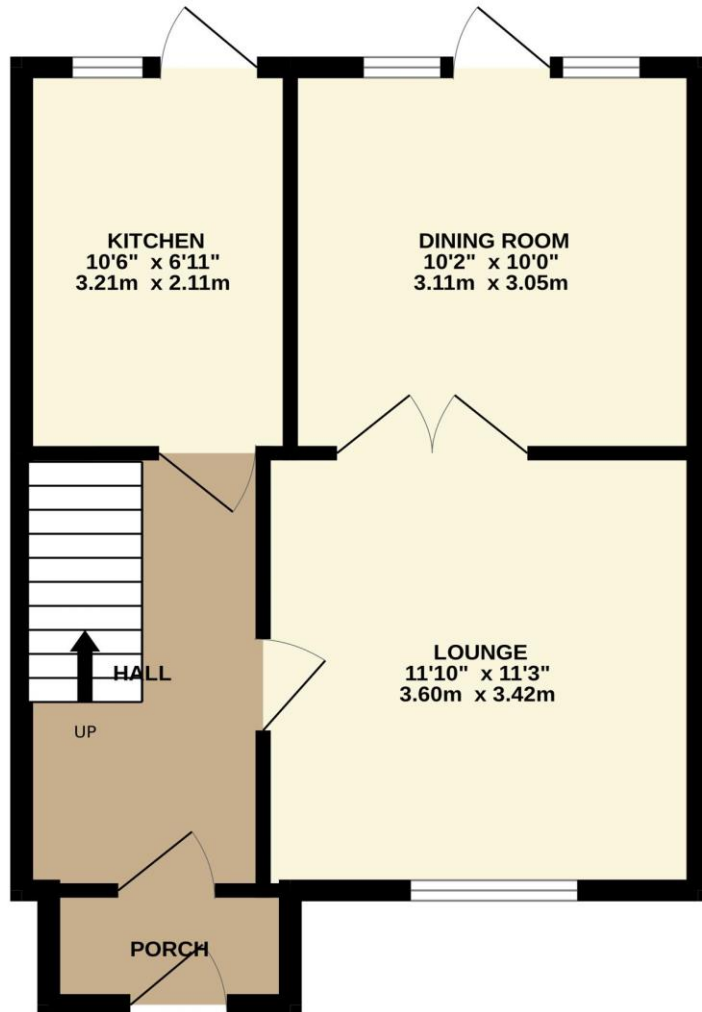 KITCHEN
10'6" x 6'11"
3.21m x 2.11m
DINING ROOM
10'2" x 10'0"
3.11m x 3.05m
LOUNGE
11'10" x 11'3"
3.60m x 3.42m
HALL
UP
PORCH